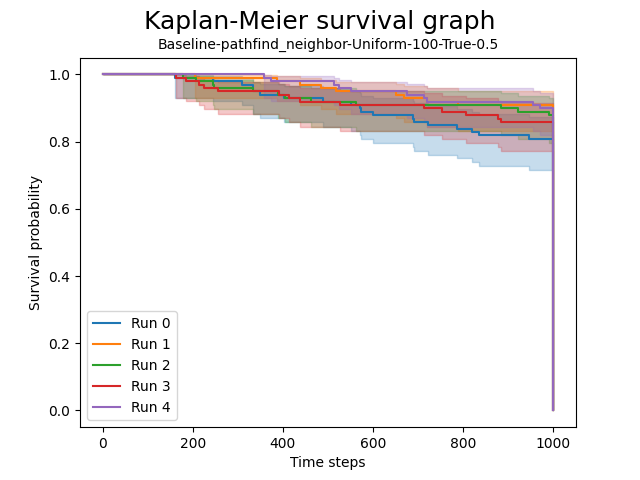 Kaplan-Meier survival graph
Baseline-pathfind_neighbor-Uniform-100-True-0.5
1.0
0.8
0.6
0.4
0.2
0.0
Survival probability
Run 0
Run 1
Run 2
Run 3
Run 4
0 200 400 600 800 1000
Time steps